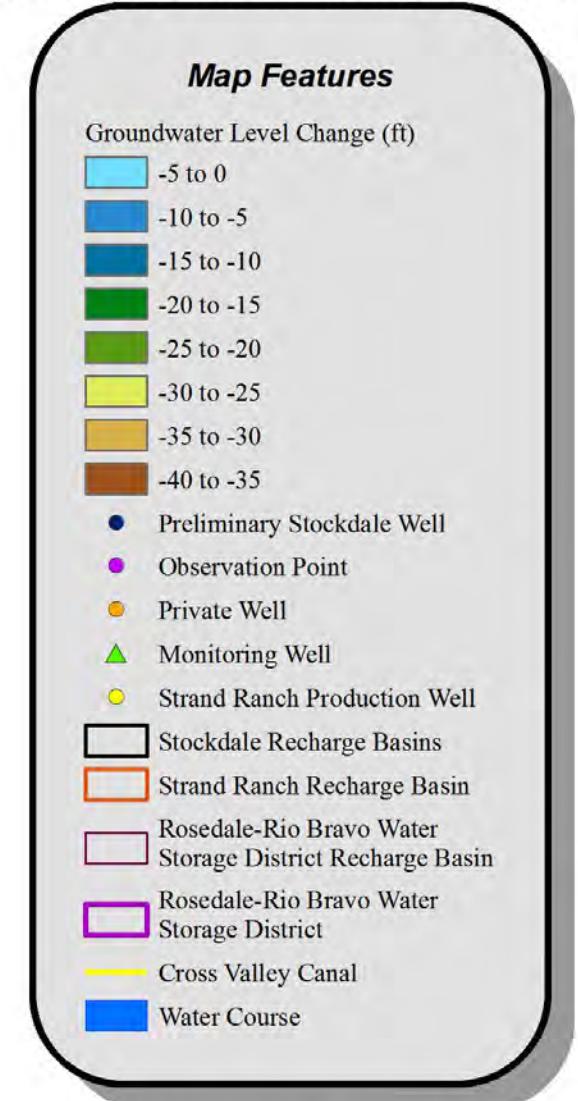 Map Features
Groundwater Level Change (ft)
-5 to 0
-10 to -5
-15 to -10
-20 to -15
-25 to -20
-30 to -25
-35 to -30
-40 to -35
Preliminary Stockdale Well
Observation Point
Private Well
Monitoring Well
Strand Ranch Production Well
Stockdale Recharge Basins
Strand Ranch Recharge Basin
Rosedale-Rio Bravo Water
Storage District Recharge Basin
Rosedale-Rio Bravo Water
Storage District
Cross Valley Canal
Water Course